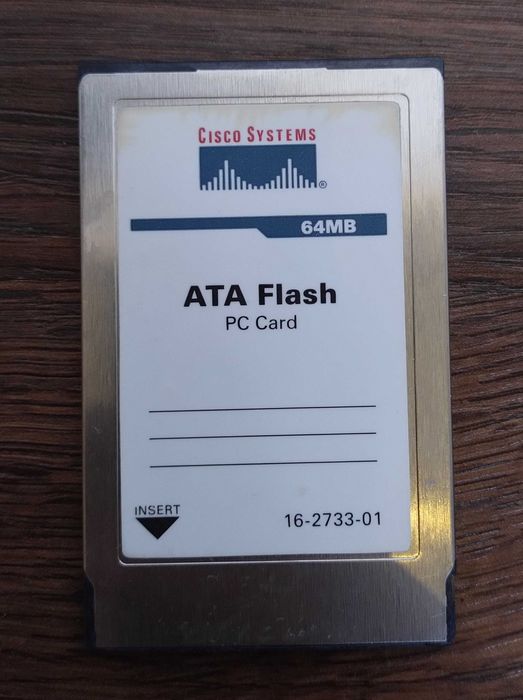 CISCO SYSTEMS
®
64MB
ATA Flash
PC Card
INSERT
16-2733-01